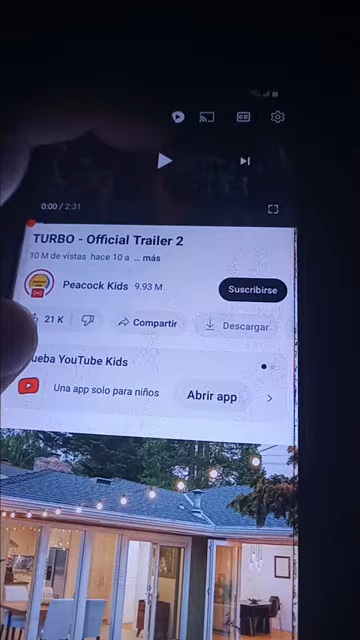 CC
0:00 / 2:31
TURBO - Official Trailer 2
10 M de vistas hace 10 a ... más
Peacock Kids 9.93 M
Suscribirse
21 K
Compartir
Descargar
ueba YouTube Kids
Una app solo para niños
Abrir app